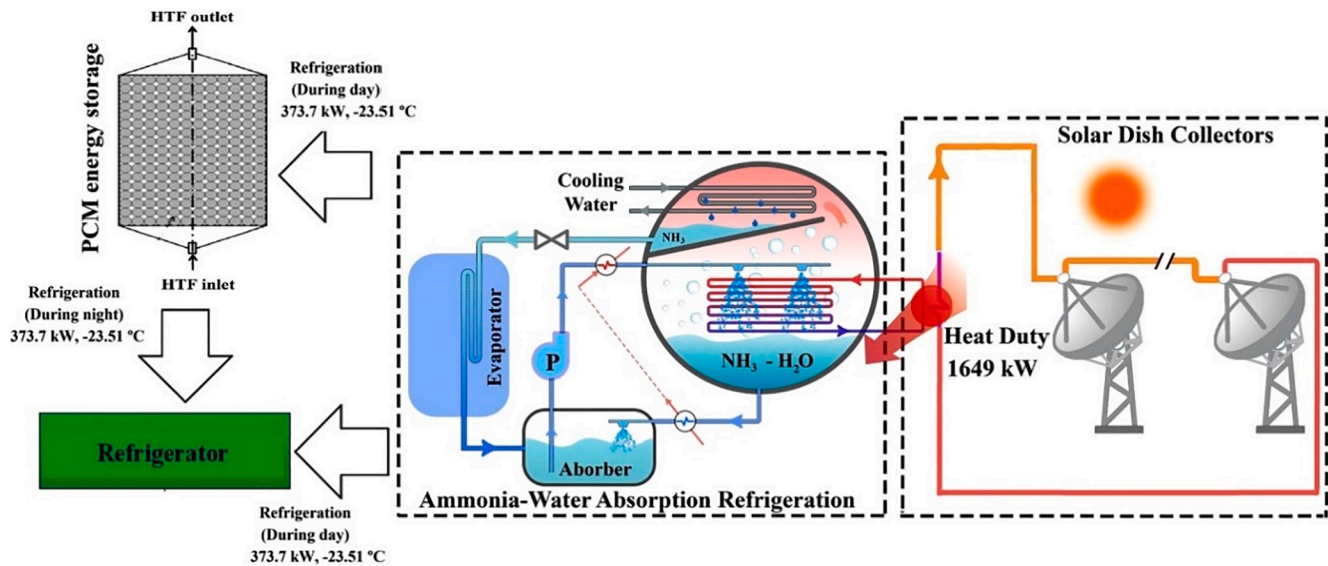 HTF outlet
PCM energy storage
Refrigeration
(During day)
373.7 kW, -23.51 °C
HTF inlet
Refrigeration
(During night)
373.7 kW, -23.51 °C
Refrigerator
Refrigeration
(During day)
373.7 kW, -23.51 °C
Cooling
Water
NH₃
Evaporator
P
NH₃ - H₂O
Aborber
Ammonia-Water Absorption Refrigeration
Solar Dish Collectors
Heat Duty
1649 kW